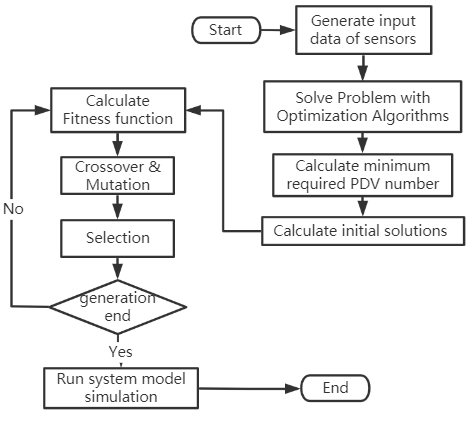 Start
Generate input
data of sensors
Solve Problem with
Optimization Algorithms
Calculate minimum
required PDV number
Calculate initial solutions
Calculate
Fitness function
Crossover &
Mutation
Selection
generation
end
No
Yes
Run system model
simulation
End